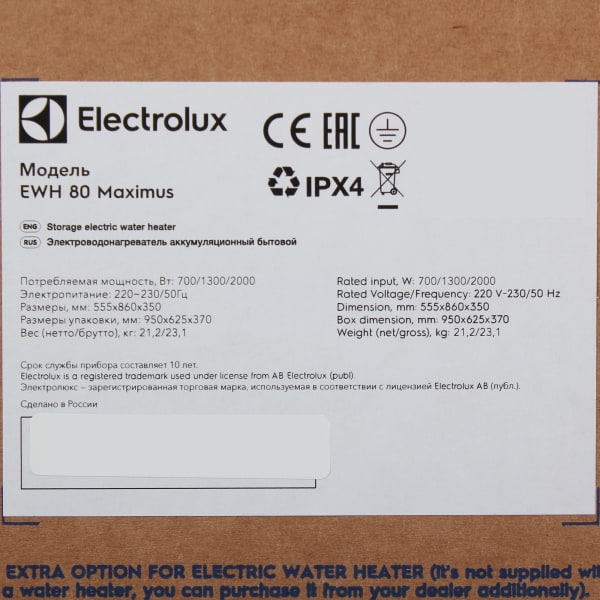 Electrolux
CE EAC
Модель
EWH 80 Maximus
IPX4
ENG Storage electric water heater
RUS Электроводонагреватель аккумуляционный бытовой
Потребляемая мощность, Вт: 700/1300/2000
Электропитание: 220~230/50Гц
Размеры, мм: 555x860x350
Размеры упаковки, мм: 950x625x370
Вес (нетто/брутто), кг: 21,2/23,1
Rated input, W: 700/1300/2000
Rated Voltage/Frequency: 220 V-230/50 Hz
Dimension, mm: 555x860x350
Box dimension, mm: 950x625x370
Weight (net/gross), kg: 21,2/23,1
Срок службы прибора составляет 10 лет.
Electrolux is a registered trademark used under license from AB Electrolux (publ).
Электролюкс – зарегистрированная торговая марка, используемая в соответствии с лицензией Electrolux AB (публ.).
Сделано в России
EXTRA OPTION FOR ELECTRIC WATER HEATER (it's not supplied wi
a water heater, you can purchase it from your dealer additionally).